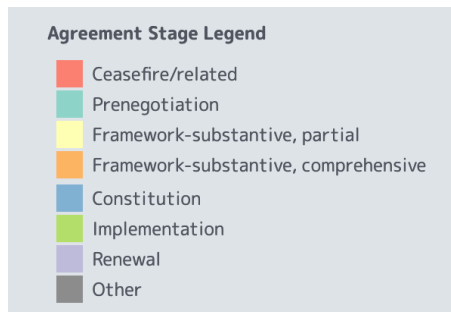 Agreement Stage Legend
Ceasefire/related
Prenegotiation
Framework-substantive, partial
Framework-substantive, comprehensive
Constitution
Implementation
Renewal
Other